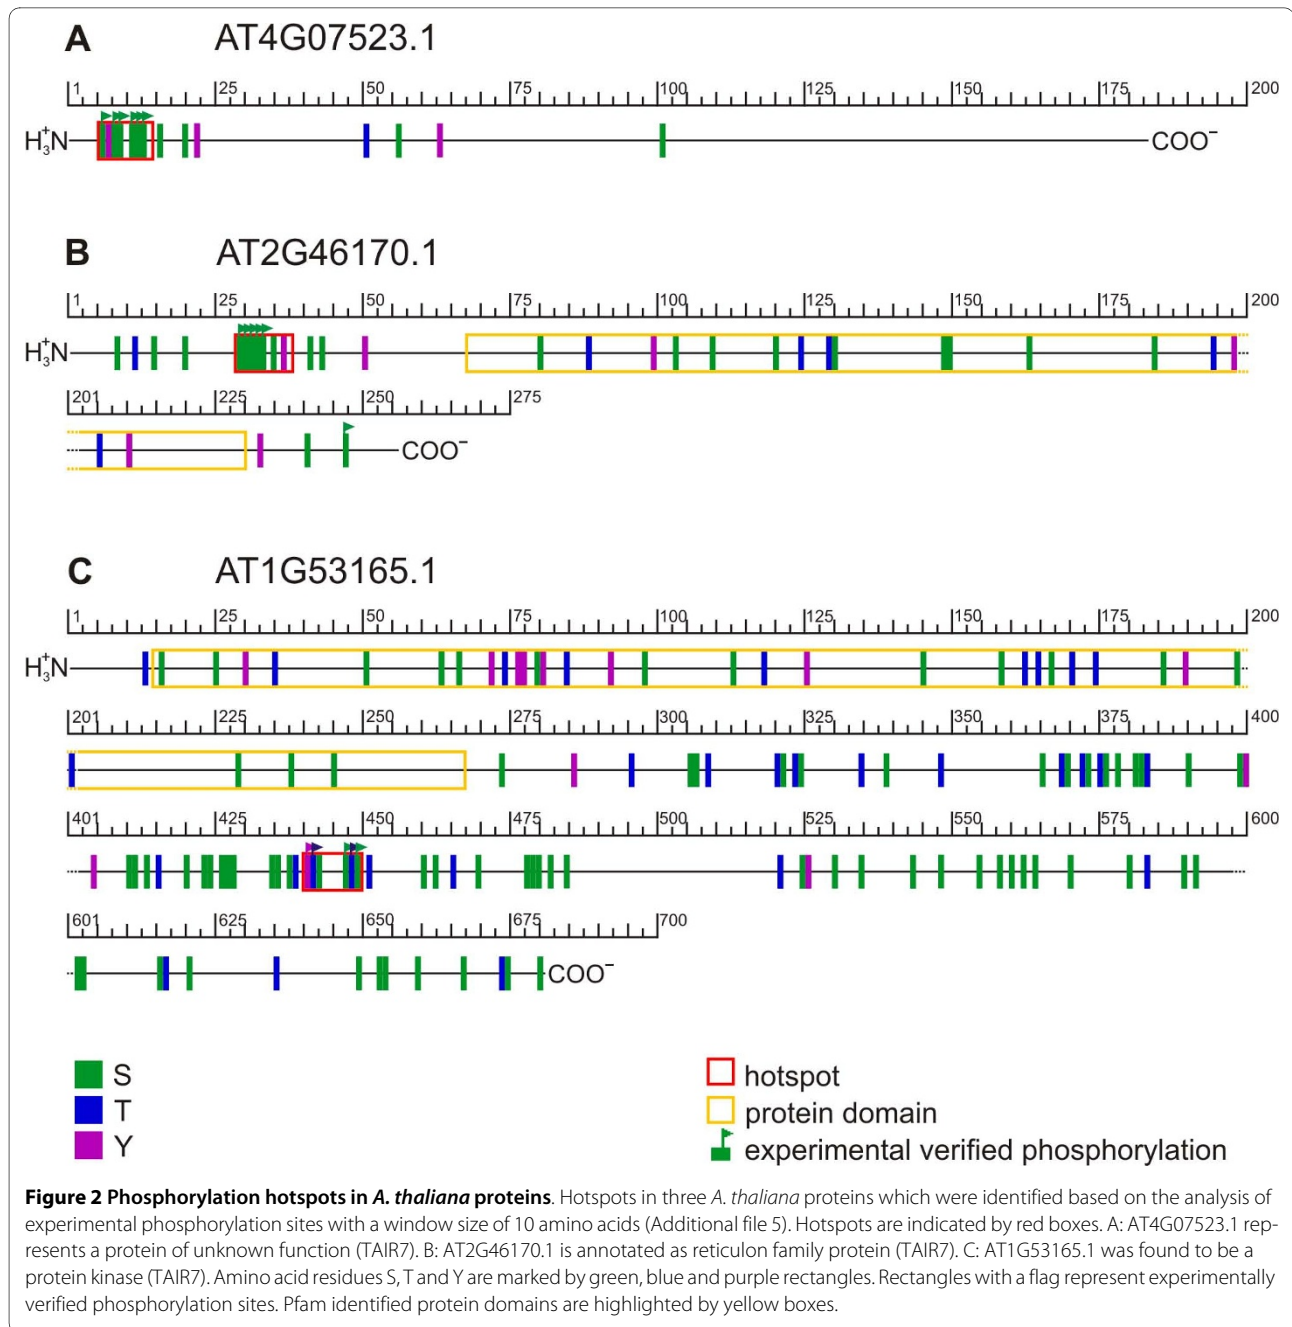 A AT4G07523.1
1 25 50 75 100 125 150 175 200
H₃⁺N COO⁻
B AT2G46170.1
1 25 50 75 100 125 150 175 200
H₃⁺N
201 225 250 275
COO⁻
C AT1G53165.1
1 25 50 75 100 125 150 175 200
H₃⁺N
201 225 250 275 300 325 350 375 400
401 425 450 475 500 525 550 575 600
601 625 650 675 700
COO⁻
S hotspot
T protein domain
Y experimental verified phosphorylation
Figure 2 Phosphorylation hotspots in A. thaliana proteins. Hotspots in three A. thaliana proteins which were identified based on the analysis of
experimental phosphorylation sites with a window size of 10 amino acids (Additional file 5). Hotspots are indicated by red boxes. A: AT4G07523.1 rep-
resents a protein of unknown function (TAIR7). B: AT2G46170.1 is annotated as reticulon family protein (TAIR7). C: AT1G53165.1 was found to be a
protein kinase (TAIR7). Amino acid residues S, T and Y are marked by green, blue and purple rectangles. Rectangles with a flag represent experimentally
verified phosphorylation sites. Pfam identified protein domains are highlighted by yellow boxes.